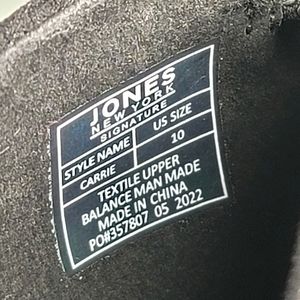 JONES
NEW YORK
SIGNATURE
STYLE NAME US SIZE
CARRIE 10
TEXTILE UPPER
BALANCE MAN MADE
MADE IN CHINA
PO#357807 05 2022